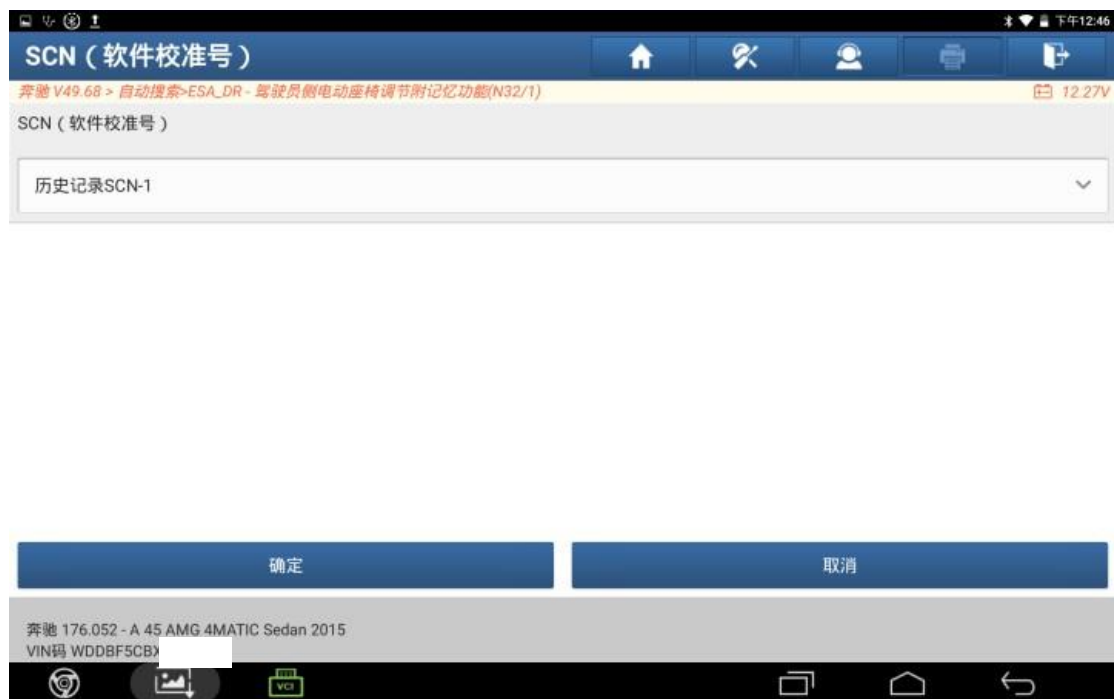 下午12:46
SCN（软件校准号）
奔驰 V49.68 > 自动搜索>ESA_DR - 驾驶员侧电动座椅调节附记忆功能(N32/1)
12.27V
SCN（软件校准号）
历史记录SCN-1
确定
取消
奔驰 176.052 - A 45 AMG 4MATIC Sedan 2015
VIN码 WDDBF5CBX
VCI